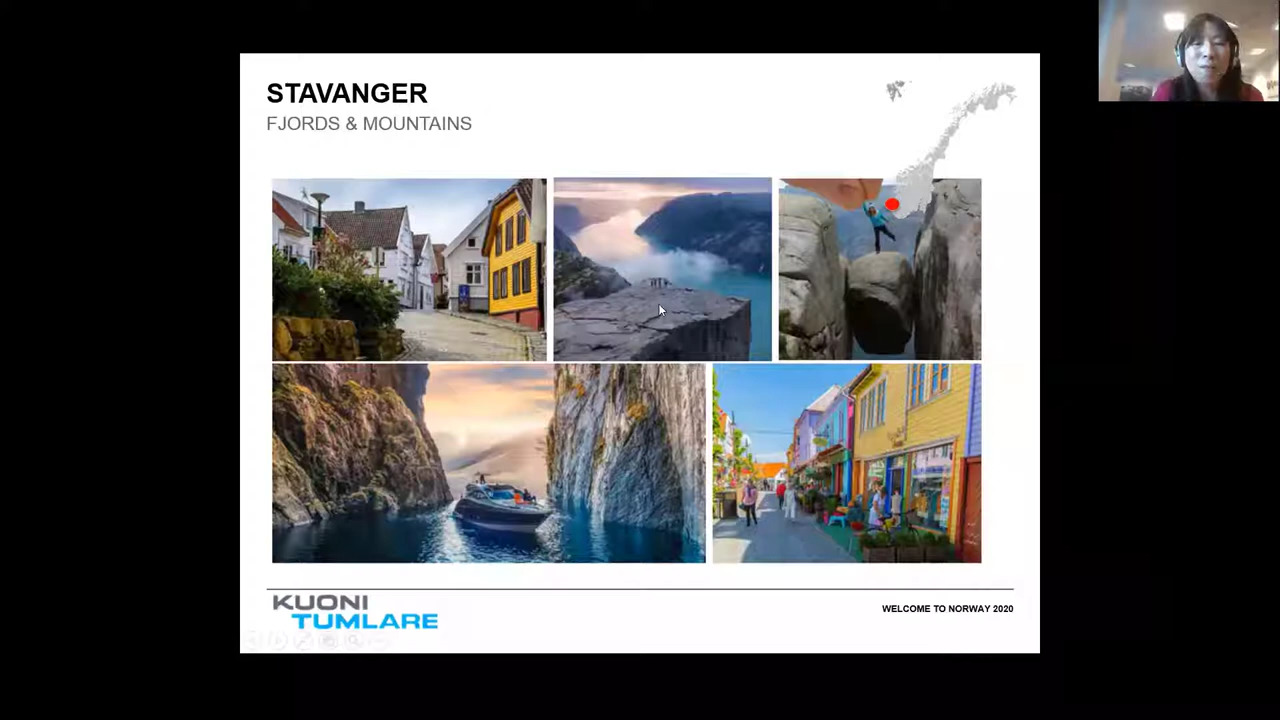 STAVANGER
FJORDS & MOUNTAINS
KUONI
TUMLARE
WELCOME TO NORWAY 2020